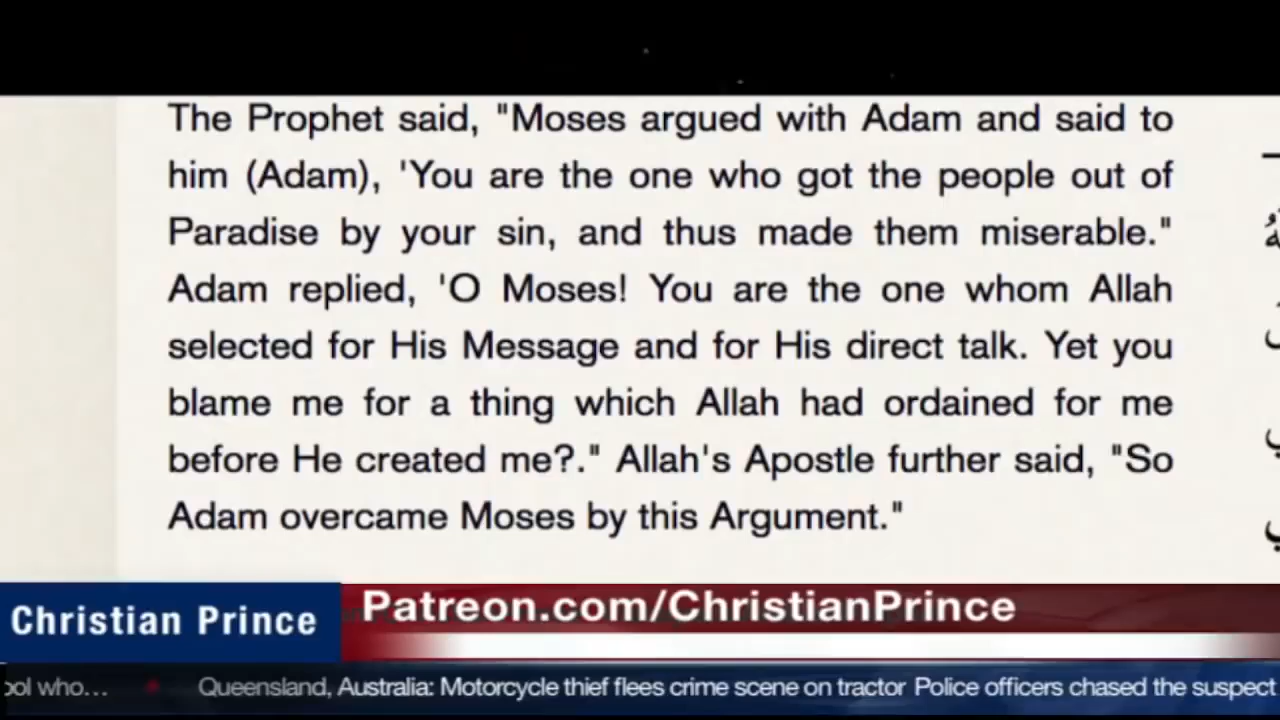 The Prophet said, "Moses argued with Adam and said to
him (Adam), 'You are the one who got the people out of
Paradise by your sin, and thus made them miserable."
Adam replied, 'O Moses! You are the one whom Allah
selected for His Message and for His direct talk. Yet you
blame me for a thing which Allah had ordained for me
before He created me?." Allah's Apostle further said, "So
Adam overcame Moses by this Argument."
Christian Prince
Patreon.com/ChristianPrince
who... • Queensland, Australia: Motorcycle thief flees crime scene on tractor Police officers chased the suspect